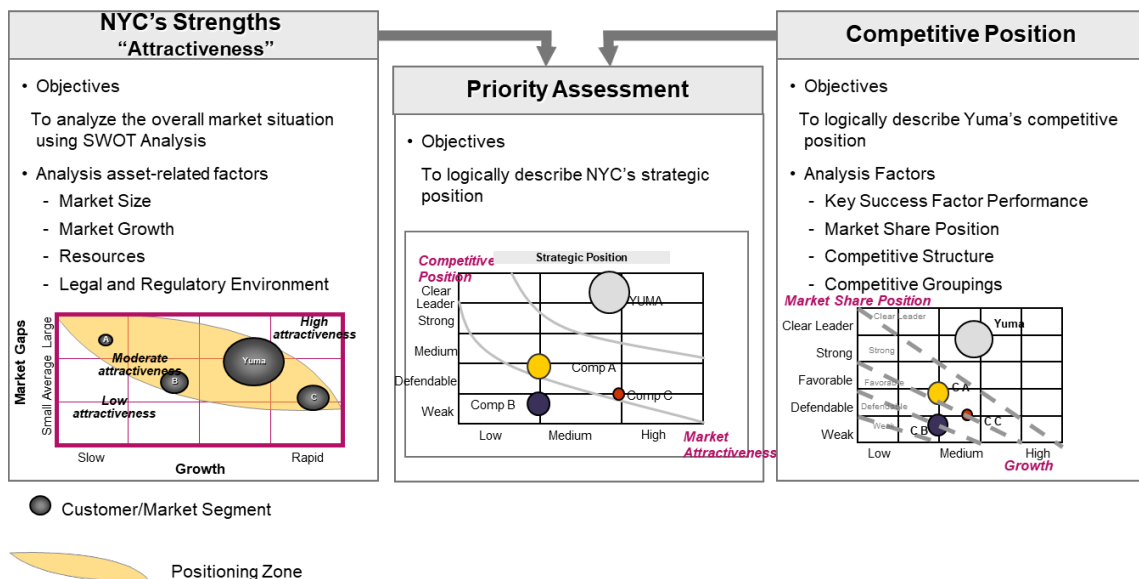 NYC's Strengths
"Attractiveness"
• Objectives
To analyze the overall market situation
using SWOT Analysis
• Analysis asset-related factors
- Market Size
- Market Growth
- Resources
- Legal and Regulatory Environment
Market Gaps
Small Average Large
High
attractiveness
A
Moderate
attractiveness
Yuma
B
C
Low
attractiveness
Slow
Rapid
Growth
Customer/Market Segment
Positioning Zone
Priority Assessment
• Objectives
To logically describe NYC's strategic
position
Competitive
Position
Strategic Position
Clear
Leader
Strong
Medium
Defendable
Weak
YUMA
Comp A
Comp B
Comp C
Low
Medium
High
Market
Attractiveness
Competitive Position
• Objectives
To logically describe Yuma's competitive
position
• Analysis Factors
- Key Success Factor Performance
- Market Share Position
- Competitive Structure
- Competitive Groupings
Market Share Position
Clear Leader
Clear Leader
Yuma
Strong
Strong
Favorable
Favorable
C A
Defendable
Defendable
C C
Weak
Weak
C B
Low
Medium
High
Growth